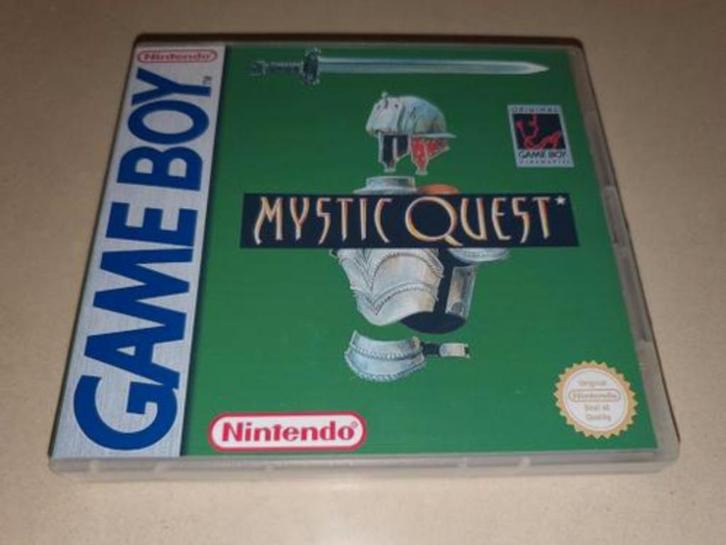 Nintendo
GAME BOY
TM
ORIGINAL
GAME BOY
MYSTIC QUEST
Original
Nintendo
Seal of
Quality
Nintendo